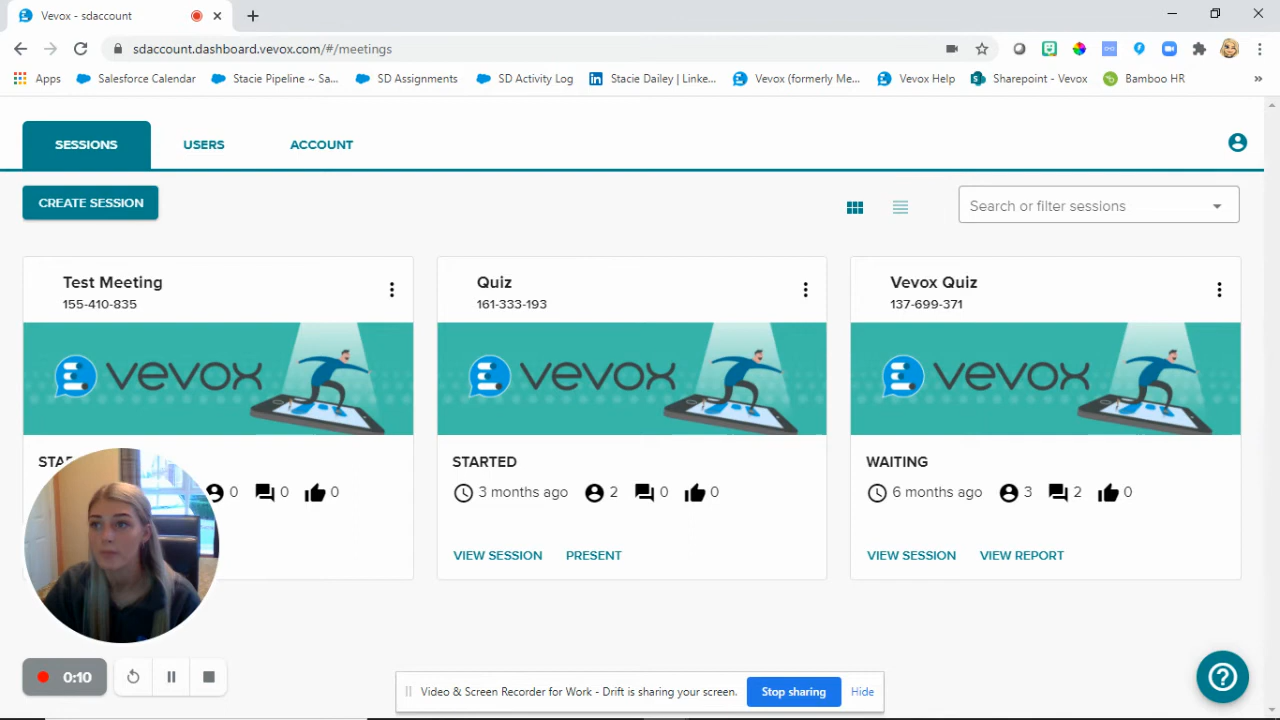 Vevox - sdaccount
sdaccount.dashboard.vevox.com/#/meetings
Apps Salesforce Calendar Stacie Pipeline ~ Sa... SD Assignments SD Activity Log Stacie Dailey | Linke... Vevox (formerly Me... Vevox Help Sharepoint - Vevox Bamboo HR »
SESSIONS USERS ACCOUNT
CREATE SESSION
Search or filter sessions
Test Meeting
155-410-835
vevox
0 0 0
Quiz
161-333-193
vevox
STARTED
3 months ago 2 0 0
VIEW SESSION PRESENT
Vevox Quiz
137-699-371
vevox
WAITING
6 months ago 3 2 0
VIEW SESSION VIEW REPORT
0:10
Video & Screen Recorder for Work - Drift is sharing your screen. Stop sharing Hide